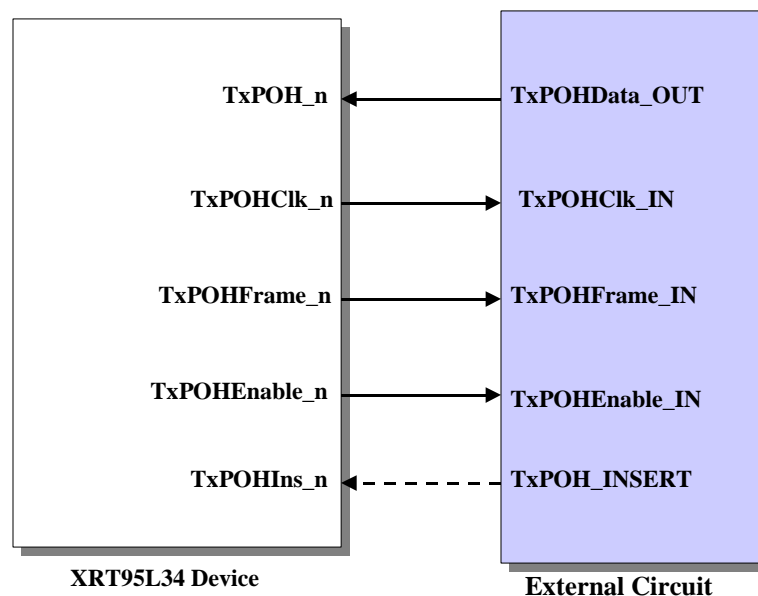 TxPOH_n
TxPOHData_OUT
TxPOHClk_n
TxPOHClk_IN
TxPOHFrame_n
TxPOHFrame_IN
TxPOHEnable_n
TxPOHEnable_IN
TxPOHIns_n
TxPOH_INSERT
XRT95L34 Device
External Circuit